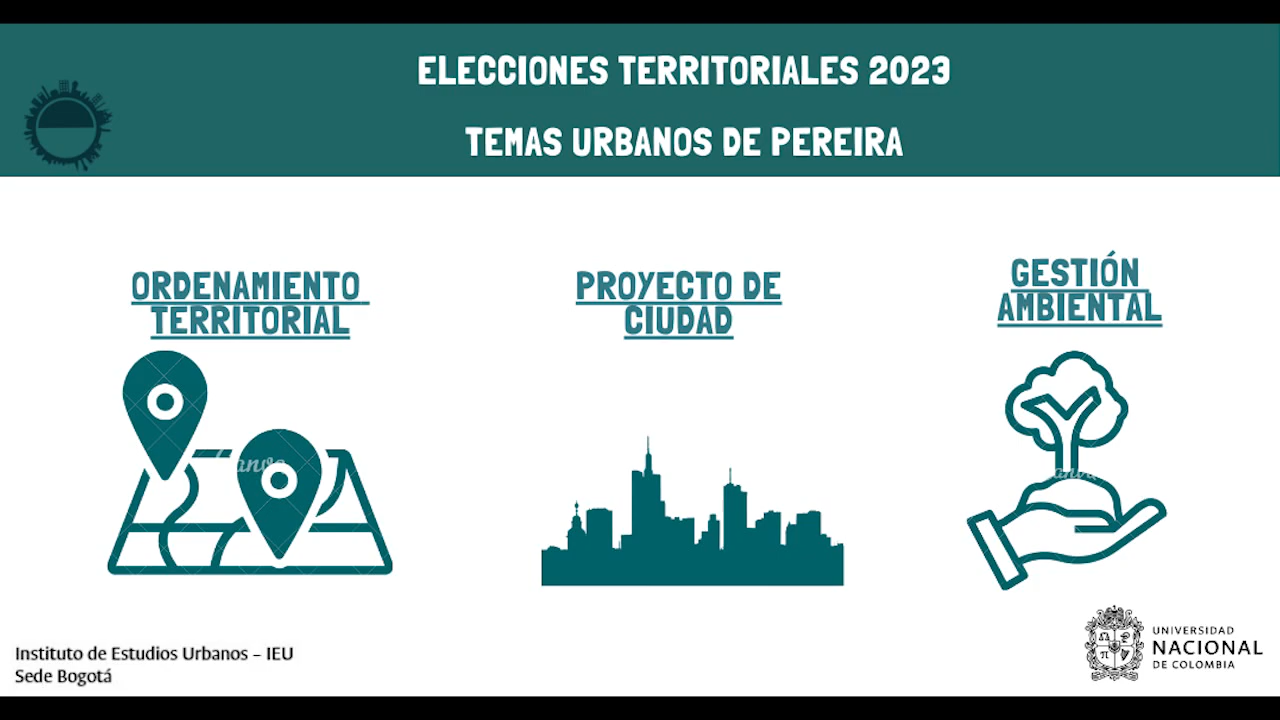 ELECCIONES TERRITORIALES 2023
TEMAS URBANOS DE PEREIRA
ORDENAMIENTO
TERRITORIAL
PROYECTO DE
CIUDAD
GESTIÓN
AMBIENTAL
Instituto de Estudios Urbanos – IEU
Sede Bogotá
UNIVERSIDAD
NACIONAL
DE COLOMBIA